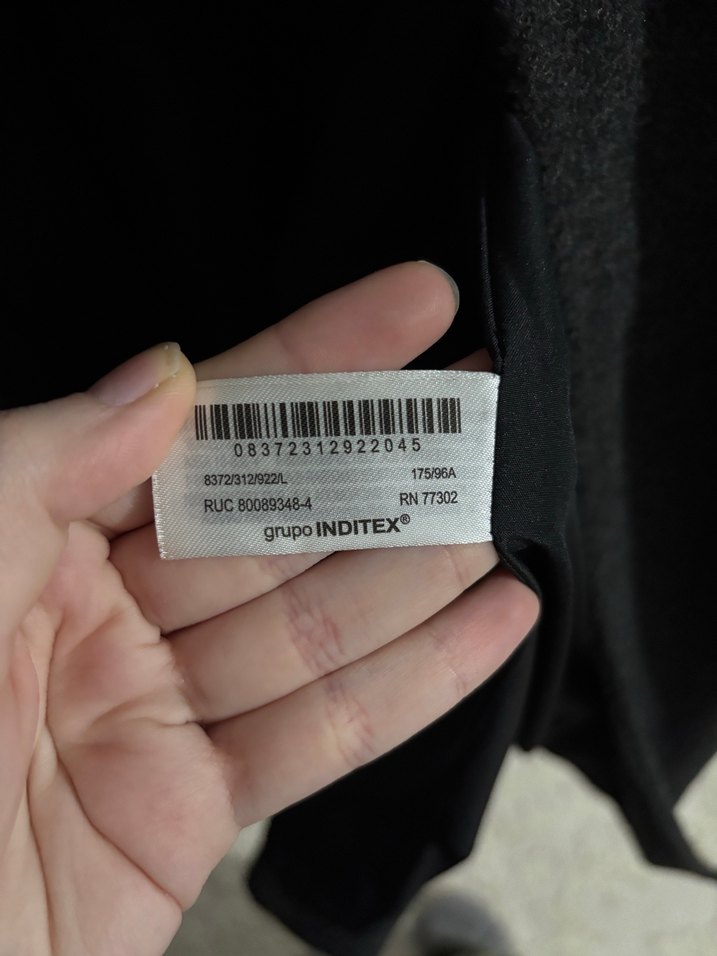 08372312922045
8372/312/922/L 175/96A
RUC 80089348-4 RN 77302
grupo INDITEX®